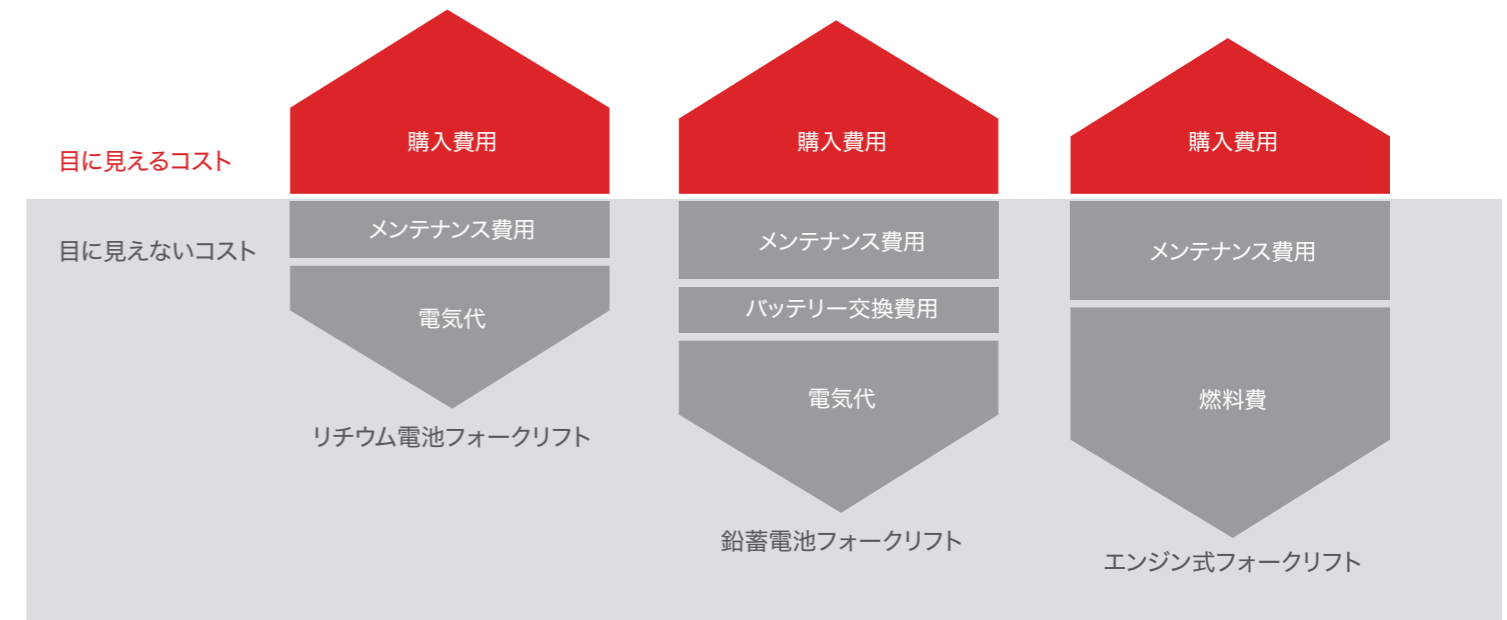 目に見えるコスト
購入費用
購入費用
購入費用
目に見えないコスト
メンテナンス費用
電気代
リチウム電池フォークリフト
メンテナンス費用
バッテリー交換費用
電気代
鉛蓄電池フォークリフト
メンテナンス費用
燃料費
エンジン式フォークリフト